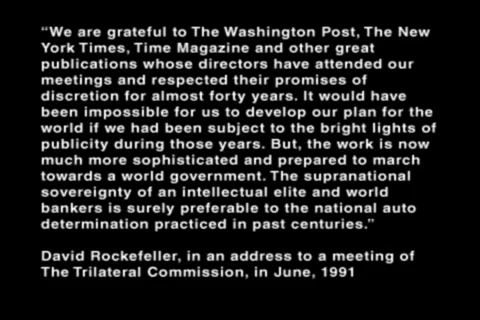 “We are grateful to The Washington Post, The New
York Times, Time Magazine and other great
publications whose directors have attended our
meetings and respected their promises of
discretion for almost forty years. It would have
been impossible for us to develop our plan for the
world if we had been subject to the bright lights of
publicity during those years. But, the work is now
much more sophisticated and prepared to march
towards a world government. The supranational
sovereignty of an intellectual elite and world
bankers is surely preferable to the national auto
determination practiced in past centuries.”
David Rockefeller, in an address to a meeting of
The Trilateral Commission, in June, 1991